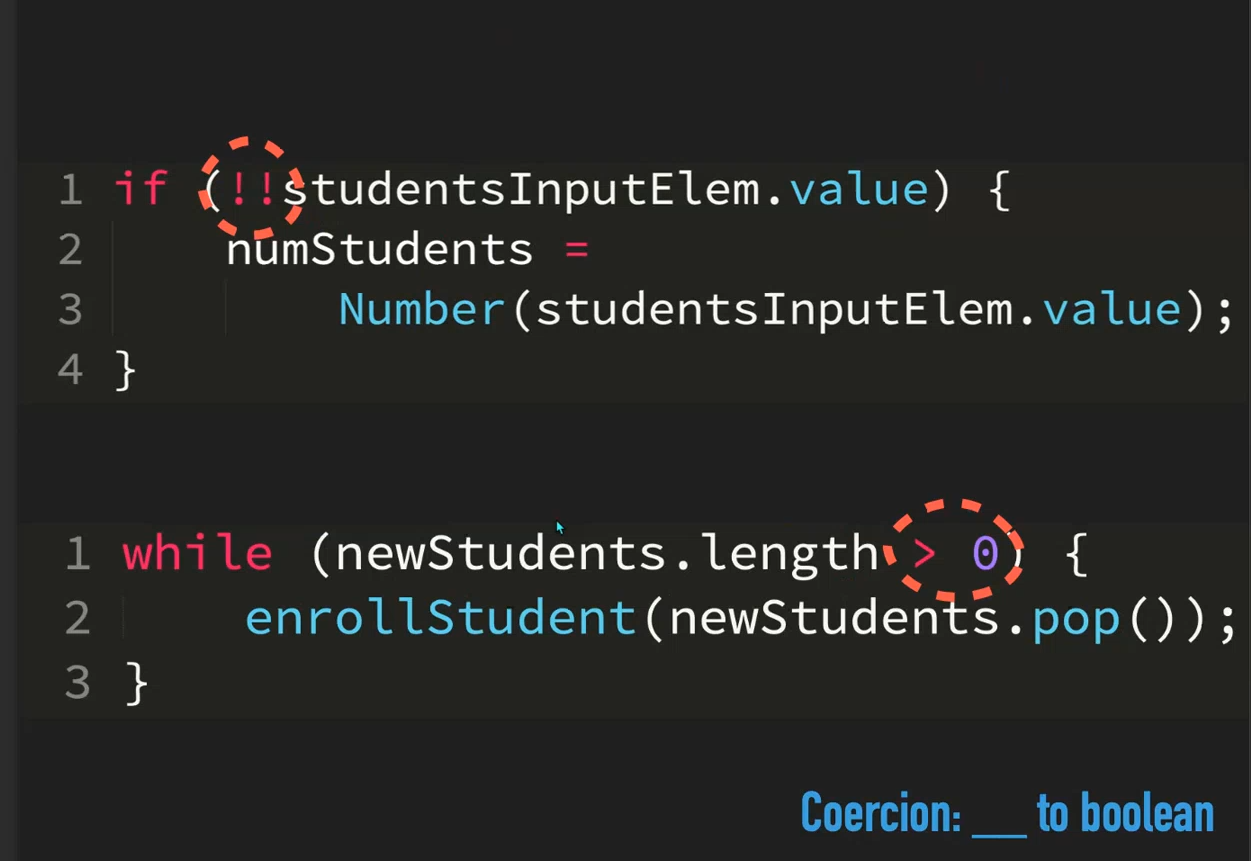 1 if (!!studentsInputElem.value) {
2 numStudents =
3 Number(studentsInputElem.value);
4 }
1 while (newStudents.length > 0) {
2 enrollStudent(newStudents.pop());
3 }
Coercion: ___ to boolean